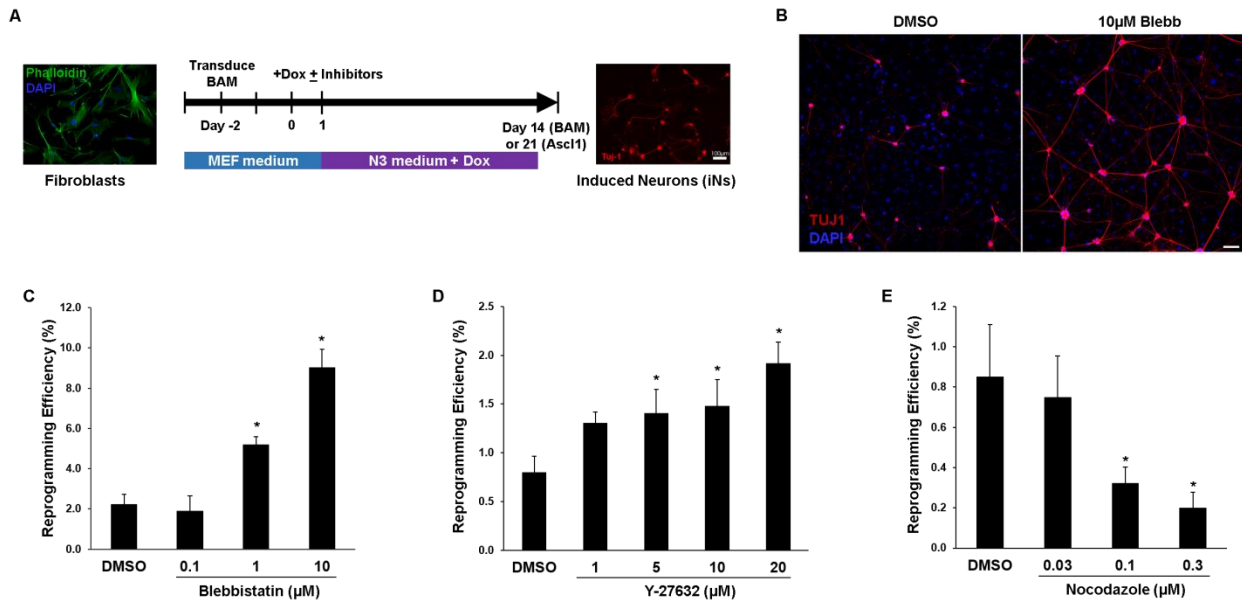 A
Phalloidin
DAPI
Fibroblasts
Transduce
BAM
+Dox + Inhibitors
Day -2
0
1
Day 14 (BAM)
or 21 (Ascl1)
MEF medium
N3 medium + Dox
Tuj-1
100µm
Induced Neurons (iNs)
B
DMSO
10µM Blebb
TUJ1
DAPI
C
Reprogramming Efficiency (%)
12.0
10.0
8.0
6.0
4.0
2.0
0.0
*
*
DMSO
0.1
1
10
Blebbistatin (µM)
D
Reprogramming Efficiency (%)
2.5
2.0
1.5
1.0
0.5
0.0
*
*
*
DMSO
1
5
10
20
Y-27632 (µM)
E
Reprogramming Efficiency (%)
1.2
1.0
0.8
0.6
0.4
0.2
0.0
*
*
DMSO
0.03
0.1
0.3
Nocodazole (µM)